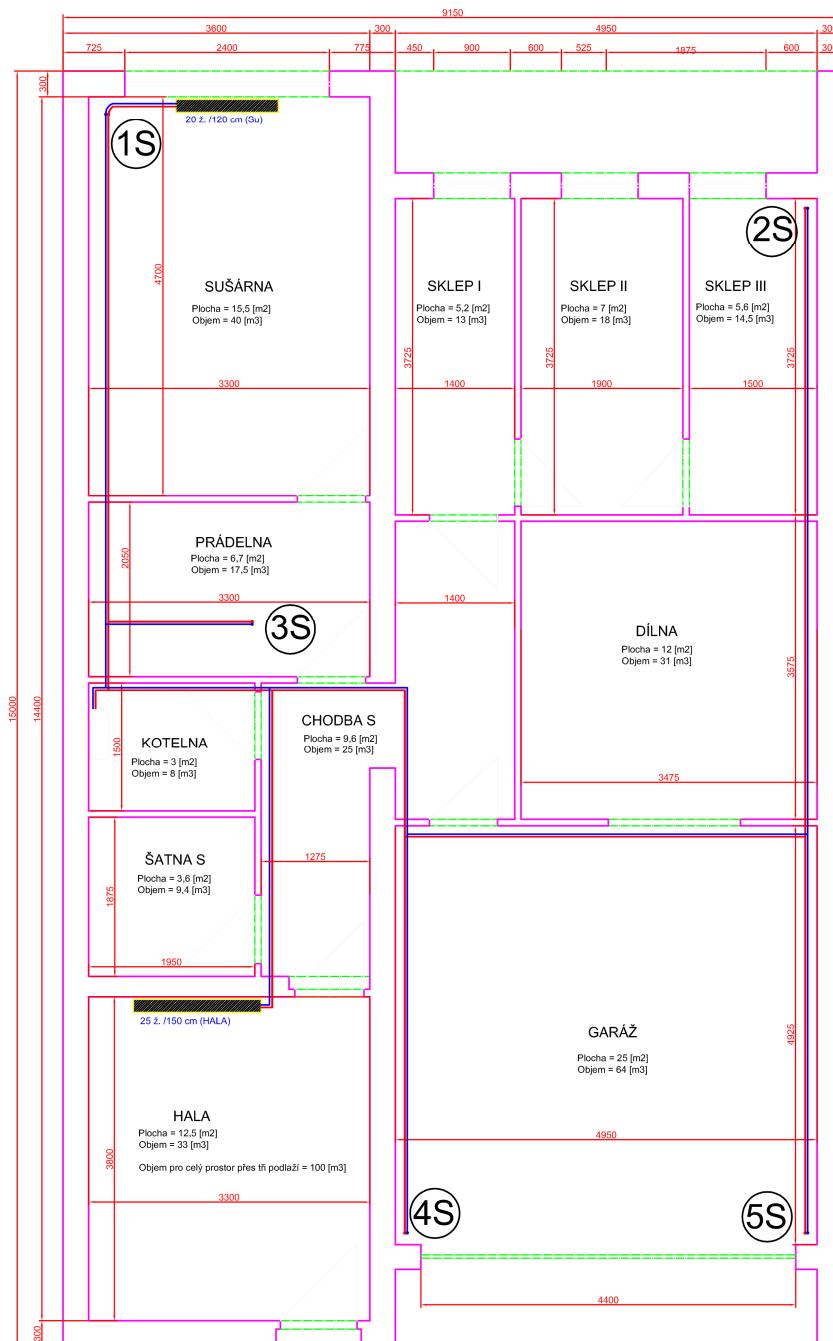 9150
3600
300
4950
300
725
2400
775
450
900
600
525
1875
600
300
20 ž. /120 cm (Su)
1S
2S
4700
SUŠÁRNA
Plocha = 15,5 [m2]
Objem = 40 [m3]
SKLEP I
Plocha = 5,2 [m2]
Objem = 13 [m3]
SKLEP II
Plocha = 7 [m2]
Objem = 18 [m3]
SKLEP III
Plocha = 5,6 [m2]
Objem = 14,5 [m3]
3725
3725
3725
3300
1400
1900
1500
PRÁDELNA
Plocha = 6,7 [m2]
Objem = 17,5 [m3]
2050
3300
3S
1400
DÍLNA
Plocha = 12 [m2]
Objem = 31 [m3]
3575
15000
14400
CHODBA S
Plocha = 9,6 [m2]
Objem = 25 [m3]
KOTELNA
Plocha = 3 [m2]
Objem = 8 [m3]
1500
3475
ŠATNA S
Plocha = 3,6 [m2]
Objem = 9,4 [m3]
1275
1875
1950
25 ž. /150 cm (HALA)
GARÁŽ
Plocha = 25 [m2]
Objem = 64 [m3]
4925
HALA
Plocha = 12,5 [m2]
Objem = 33 [m3]
Objem pro celý prostor přes tři podlaží = 100 [m3]
4950
3800
3300
4S
5S
4400
300